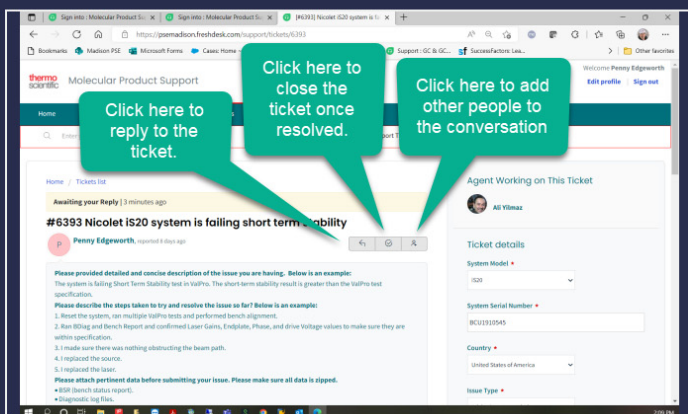 Sign into : Molecular Product Su
Sign into : Molecular Product Su
[#6393] Nicolet iS20 system is fa
https://psemadison.freshdesk.com/support/tickets/6393
Bookmarks
Madison PSE
Microsoft Forms
Cases: Home
Support : GC & GC...
SuccessFactors: Lea...
Other favorites
thermo
scientific
Molecular Product Support
Welcome Penny Edgeworth
Edit profile
Sign out
Home
Click here to
reply to the
ticket.
Click here to
close the
ticket once
resolved.
Click here to add
other people to
the conversation
Home / Tickets list
Awaiting your Reply | 3 minutes ago
#6393 Nicolet iS20 system is failing short term stability
P
Penny Edgeworth, reported 8 days ago
Please provided detailed and concise description of the issue you are having. Below is an example:
The system is failing Short Term Stability test in ValPro. The short-term stability result is greater than the ValPro test
specification.
Please describe the steps taken to try and resolve the issue so far? Below is an example:
1. Reset the system, ran multiple ValPro tests and performed bench alignment.
2. Ran BDiag and Bench Report and confirmed Laser Gains, Endplate, Phase, and drive Voltage values to make sure they are
within specification.
3. I made sure there was nothing obstructing the beam path.
4. I replaced the source.
5. I replaced the laser.
Please attach pertinent data before submitting your issue. Please make sure all data is zipped.
•BSR (bench status report).
•Diagnostic log files.
Agent Working on This Ticket
Ali Yilmaz
Ticket details
System Model •
iS20
System Serial Number •
BCU1910545
Country •
United States of America
Issue Type •
2:09 PM